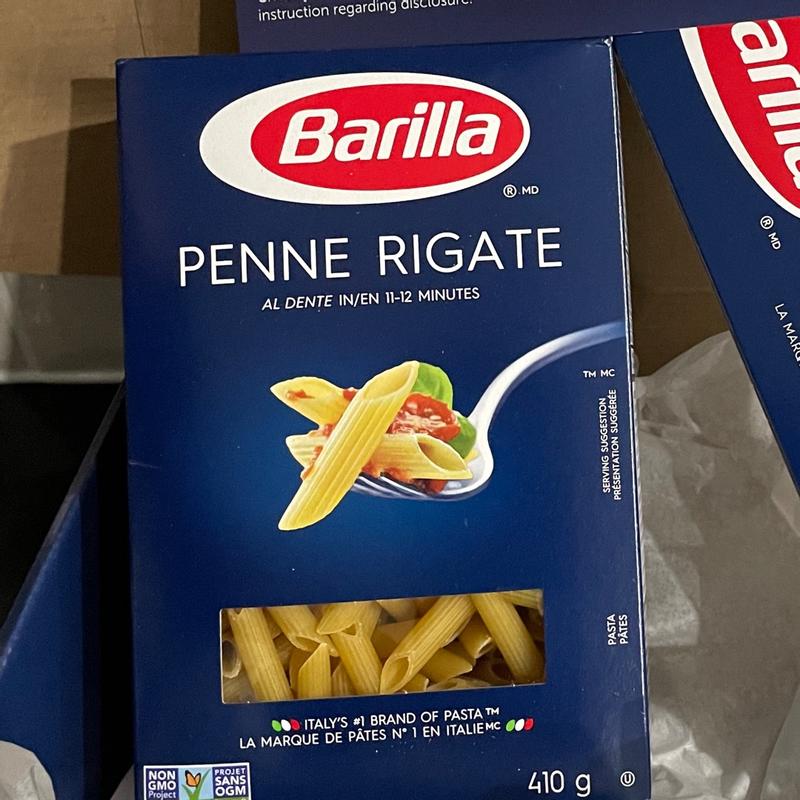 instruction regarding disclosure.
Barilla
® MD
PENNE RIGATE
AL DENTE IN/EN 11-12 MINUTES
TM MC
SERVING SUGGESTION
PRÉSENTATION SUGGÉRÉE
PASTA
PÂTES
ITALY'S #1 BRAND OF PASTA™
LA MARQUE DE PÂTES N° 1 EN ITALIE MC
NON
GMO
Project
PROJET
SANS
OGM
410 g
U
arilla
® MD
LA MARQ